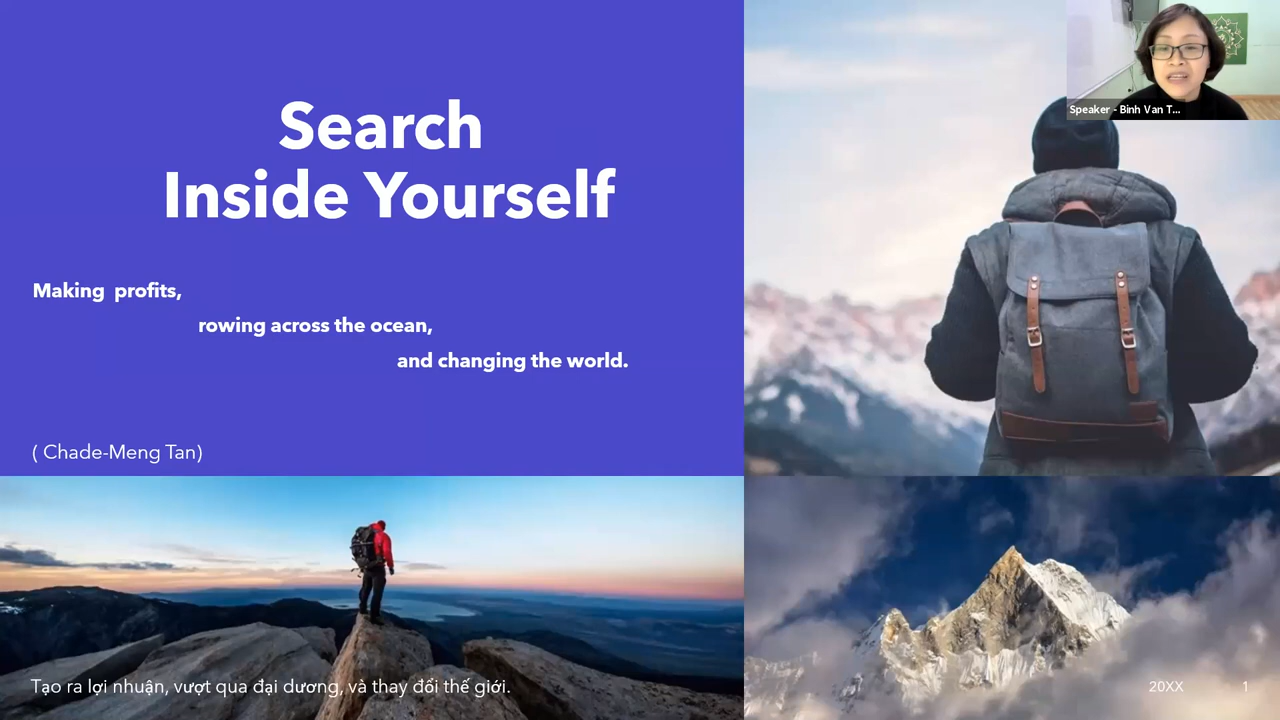 Search
Inside Yourself
Making profits,
rowing across the ocean,
and changing the world.
( Chade-Meng Tan)
Speaker - Binh Van T...
Tạo ra lợi nhuận, vượt qua đại dương, và thay đổi thế giới.
20XX
1